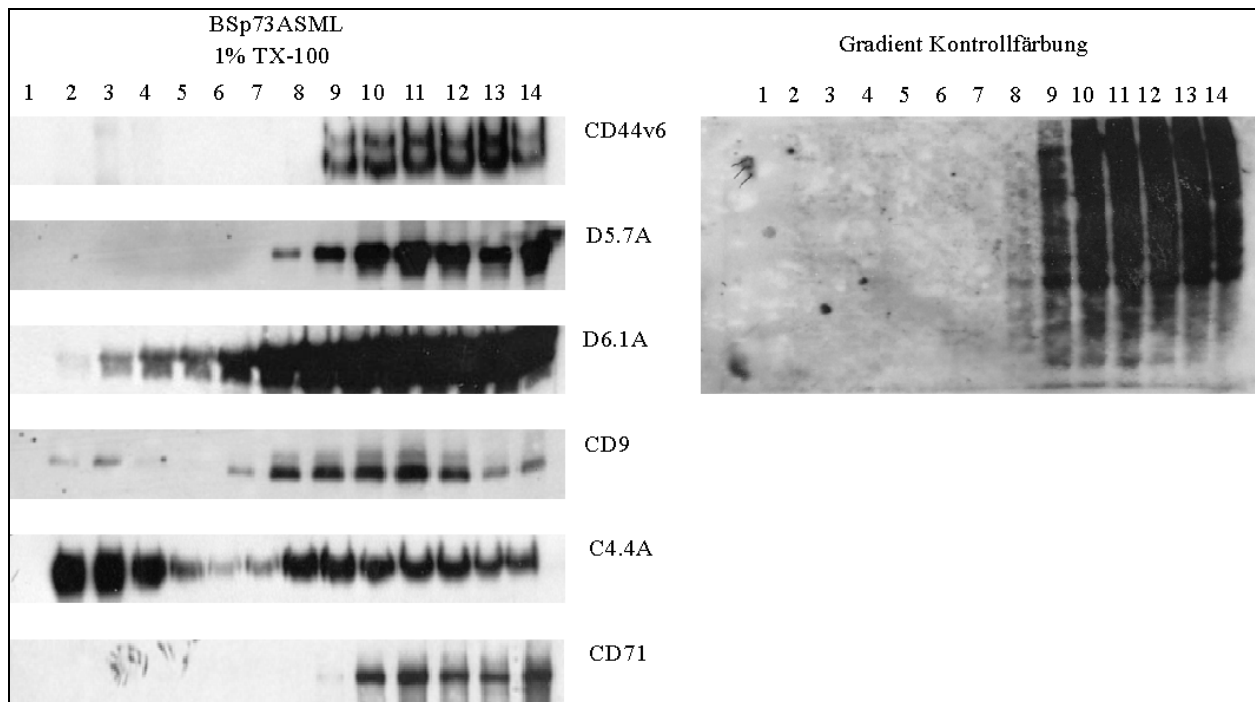 BSp73ASML
1% TX-100
1 2 3 4 5 6 7 8 9 10 11 12 13 14
CD44v6
D5.7A
D6.1A
CD9
C4.4A
CD71
Gradient Kontrollfärbung
1 2 3 4 5 6 7 8 9 10 11 12 13 14